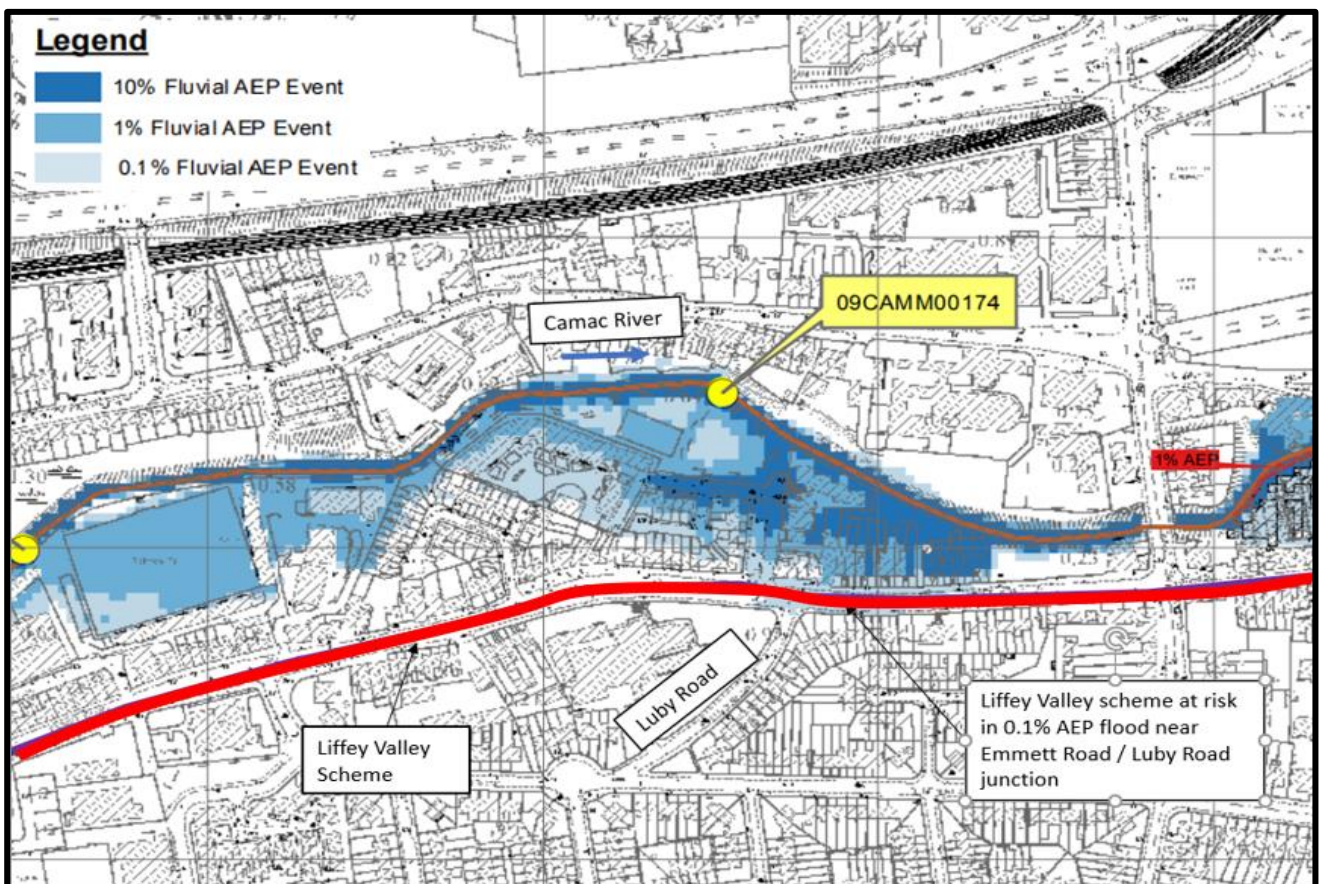 Legend
10% Fluvial AEP Event
1% Fluvial AEP Event
0.1% Fluvial AEP Event
Camac River
09CAMM00174
1% AEP
Luby Road
Liffey Valley
Scheme
Liffey Valley scheme at risk
in 0.1% AEP flood near
Emmett Road / Luby Road
junction